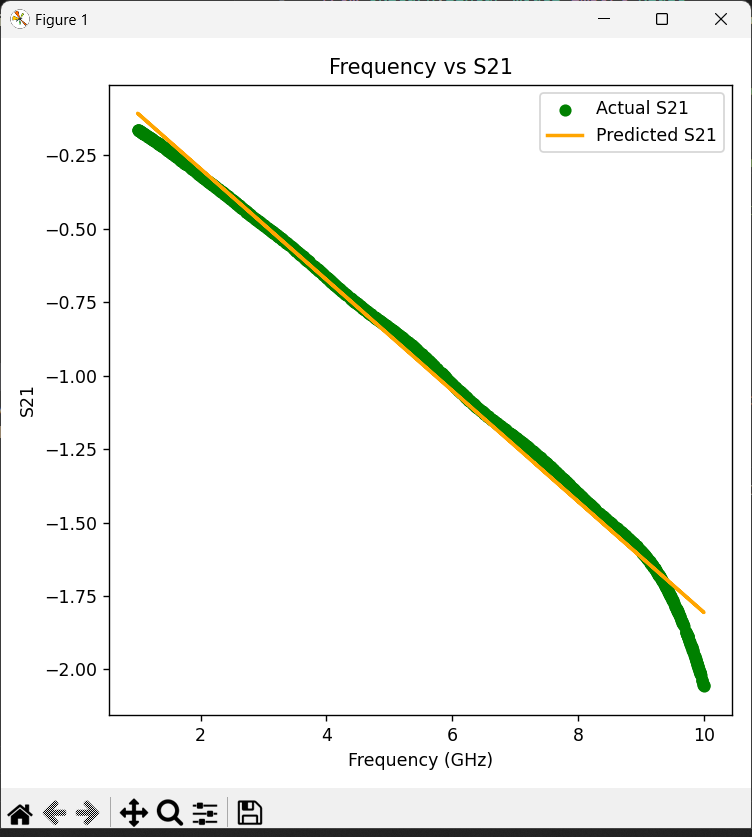 Figure 1
Frequency vs S21
Actual S21
Predicted S21
−0.25
−0.50
−0.75
−1.00
−1.25
−1.50
−1.75
−2.00
S21
2 4 6 8 10
Frequency (GHz)